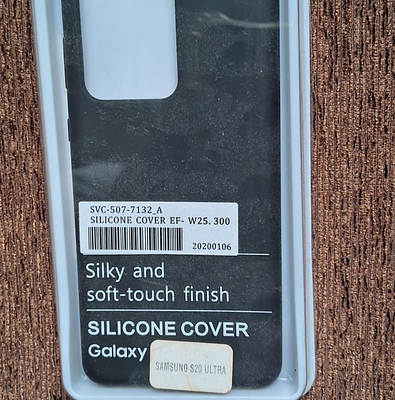 SVC-507-7132_A
SILICONE COVER EF- W25.300
20200106
Silky and
soft-touch finish
SILICONE COVER
Galaxy
SAMSUNG S20 ULTRA